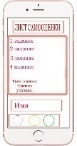 ЛИСТ САМООЦЕНКИ
1 задание
2 задание
3 задание
4 задание
Имя